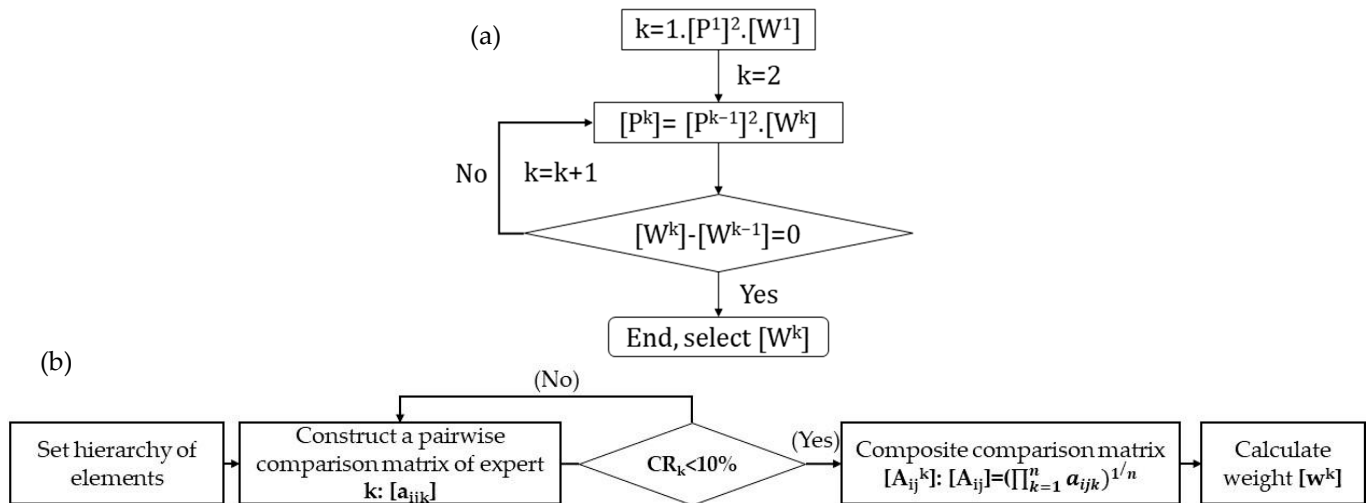 (a)
k=1.[P¹]².[W¹]
k=2
[Pᵏ]= [Pᵏ⁻¹]².[Wᵏ]
No
k=k+1
[Wᵏ]-[Wᵏ⁻¹]=0
Yes
End, select [Wᵏ]
(b)
(No)
Set hierarchy of
elements
Construct a pairwise
comparison matrix of expert
k: [aᵢⱼₖ]
CRₖ<10%
(Yes)
Composite comparison matrix
[Aᵢⱼᵏ]: [Aᵢⱼ]=(∏ⁿₖ₌₁ aᵢⱼₖ)¹/ⁿ
Calculate
weight [wᵏ]